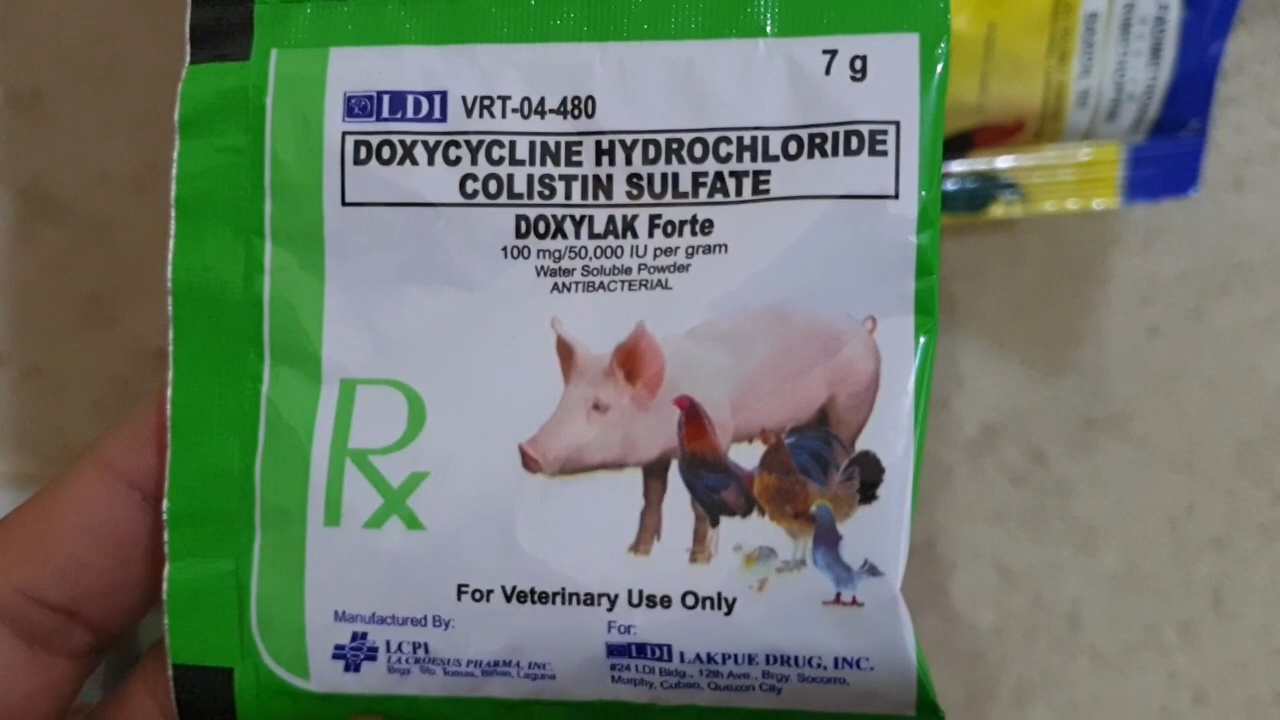 7 g
LDI VRT-04-480
DOXYCYCLINE HYDROCHLORIDE
COLISTIN SULFATE
DOXYLAK Forte
100 mg/50,000 IU per gram
Water Soluble Powder
ANTIBACTERIAL
Rx
For Veterinary Use Only
Manufactured By:
LCPI
LA CROESUS PHARMA, INC.
Brgy. Sto. Tomas, Biñan, Laguna
For:
LDI LAKPUE DRUG, INC.
#24 LDI Bldg., 12th Ave., Brgy. Socorro,
Murphy, Cubao, Quezon City